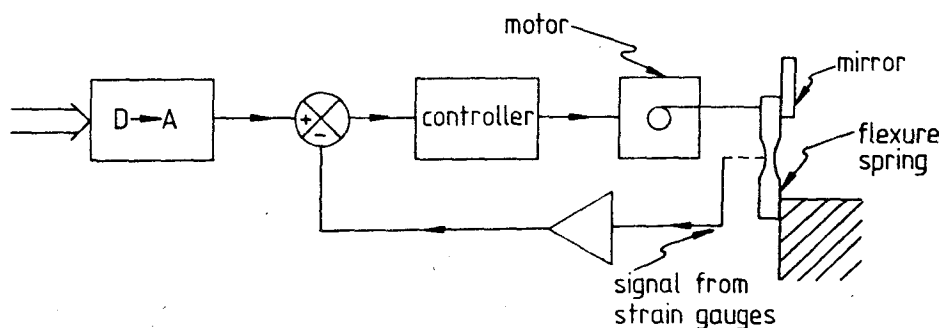 motor
mirror
D→A
+
-
controller
flexure
spring
signal from
strain gauges